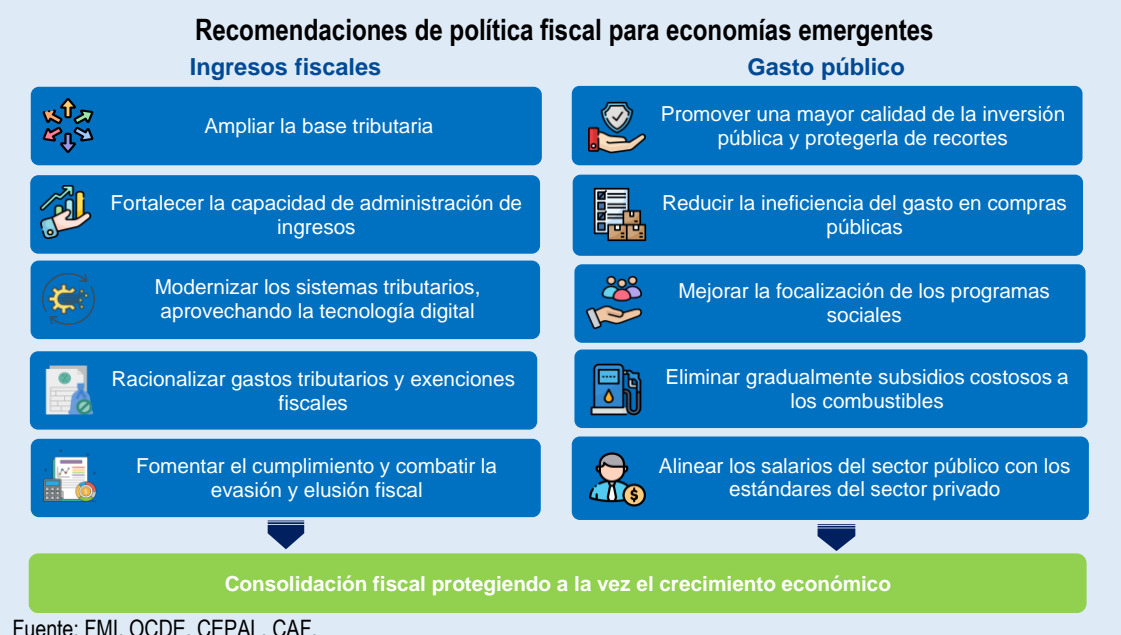 Recomendaciones de política fiscal para economías emergentes
Ingresos fiscales
Ampliar la base tributaria
Fortalecer la capacidad de administración de
ingresos
Modernizar los sistemas tributarios,
aprovechando la tecnología digital
Racionalizar gastos tributarios y exenciones
fiscales
Fomentar el cumplimiento y combatir la
evasión y elusión fiscal
Gasto público
Promover una mayor calidad de la inversión
pública y protegerla de recortes
Reducir la ineficiencia del gasto en compras
públicas
Mejorar la focalización de los programas
sociales
Eliminar gradualmente subsidios costosos a
los combustibles
Alinear los salarios del sector público con los
estándares del sector privado
Consolidación fiscal protegiendo a la vez el crecimiento económico
Fuente: FMI, OCDE, CEPAL, CAF.